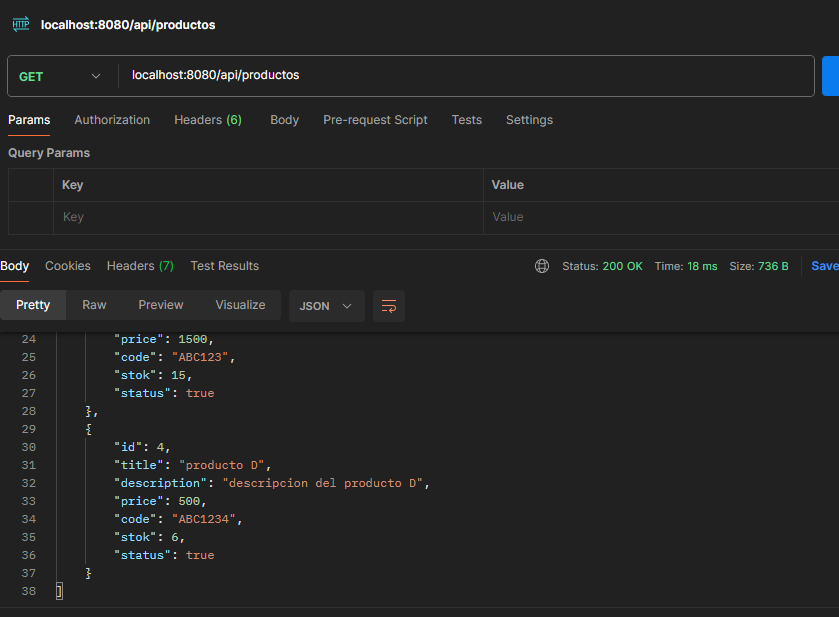 HTTP localhost:8080/api/productos
GET localhost:8080/api/productos
Params Authorization Headers (6) Body Pre-request Script Tests Settings
Query Params
Key Value
Key Value
Body Cookies Headers (7) Test Results Status: 200 OK Time: 18 ms Size: 736 B Save
Pretty Raw Preview Visualize JSON
24 "price": 1500,
25 "code": "ABC123",
26 "stok": 15,
27 "status": true
28 },
29 {
30 "id": 4,
31 "title": "producto D",
32 "description": "descripcion del producto D",
33 "price": 500,
34 "code": "ABC1234",
35 "stok": 6,
36 "status": true
37 }
38 ]